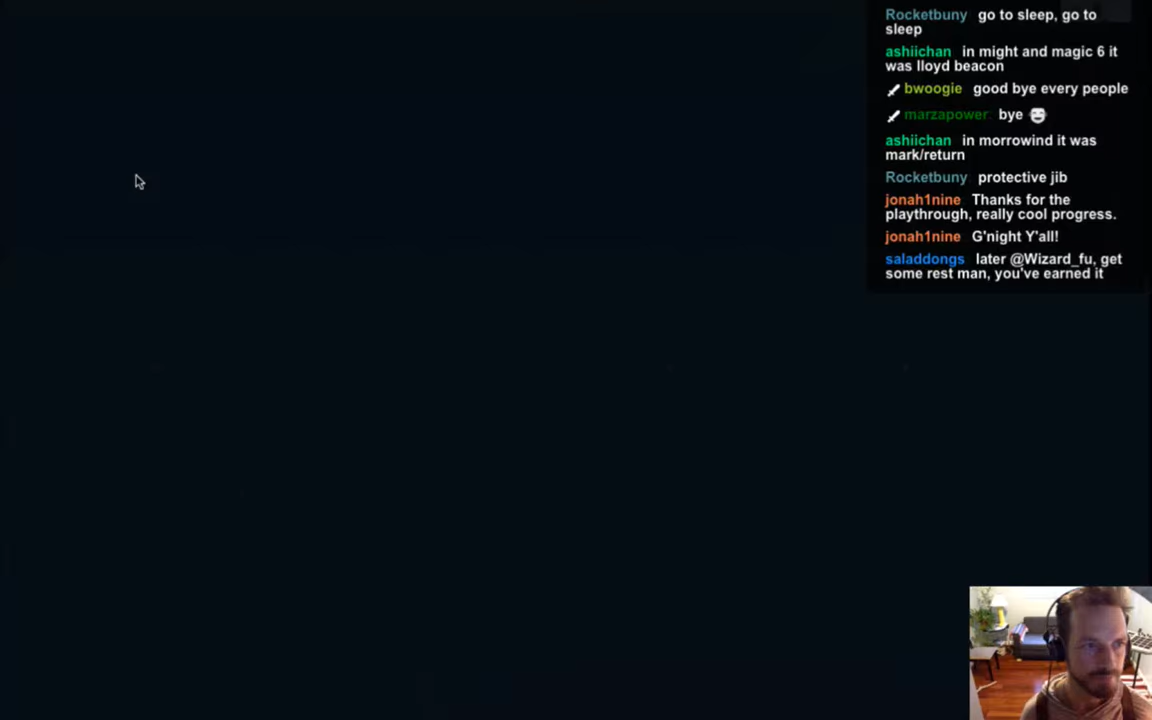 Rocketbuny go to sleep, go to
sleep
ashiichan in might and magic 6 it
was lloyd beacon
bwoogie good bye every people
marzapower: bye
ashiichan in morrowind it was
mark/return
Rocketbuny protective jib
jonah1nine Thanks for the
playthrough, really cool progress.
jonah1nine G'night Y'all!
saladdongs later @Wizard_fu, get
some rest man, you've earned it